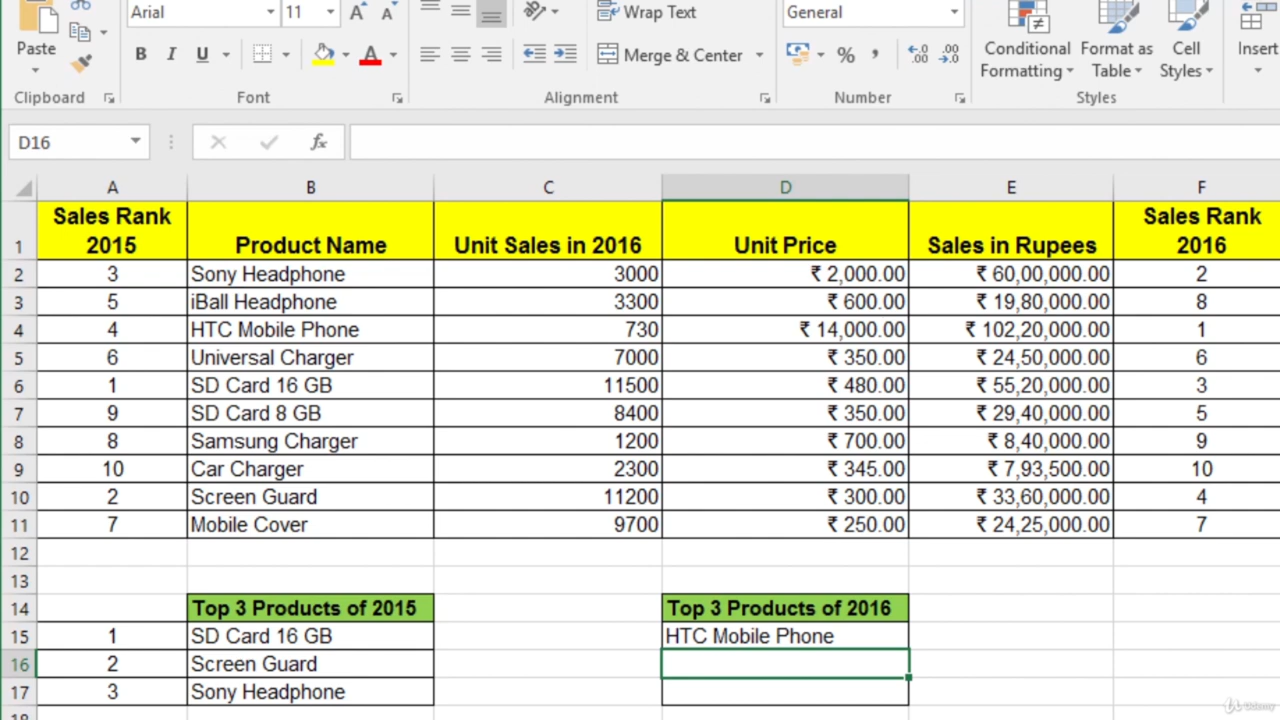 Arial 11 Wrap Text General
Paste B I U Merge & Center % , Conditional Formatting Format as Table Cell Styles Insert
Clipboard Font Alignment Number Styles
D16 fx
A B C D E F
1 Sales Rank 2015 Product Name Unit Sales in 2016 Unit Price Sales in Rupees Sales Rank 2016
2 3 Sony Headphone 3000 ₹ 2,000.00 ₹ 60,00,000.00 2
3 5 iBall Headphone 3300 ₹ 600.00 ₹ 19,80,000.00 8
4 4 HTC Mobile Phone 730 ₹ 14,000.00 ₹ 102,20,000.00 1
5 6 Universal Charger 7000 ₹ 350.00 ₹ 24,50,000.00 6
6 1 SD Card 16 GB 11500 ₹ 480.00 ₹ 55,20,000.00 3
7 9 SD Card 8 GB 8400 ₹ 350.00 ₹ 29,40,000.00 5
8 8 Samsung Charger 1200 ₹ 700.00 ₹ 8,40,000.00 9
9 10 Car Charger 2300 ₹ 345.00 ₹ 7,93,500.00 10
10 2 Screen Guard 11200 ₹ 300.00 ₹ 33,60,000.00 4
11 7 Mobile Cover 9700 ₹ 250.00 ₹ 24,25,000.00 7
12
13
14 Top 3 Products of 2015 Top 3 Products of 2016
15 1 SD Card 16 GB HTC Mobile Phone
16 2 Screen Guard
17 3 Sony Headphone
18
Udemy